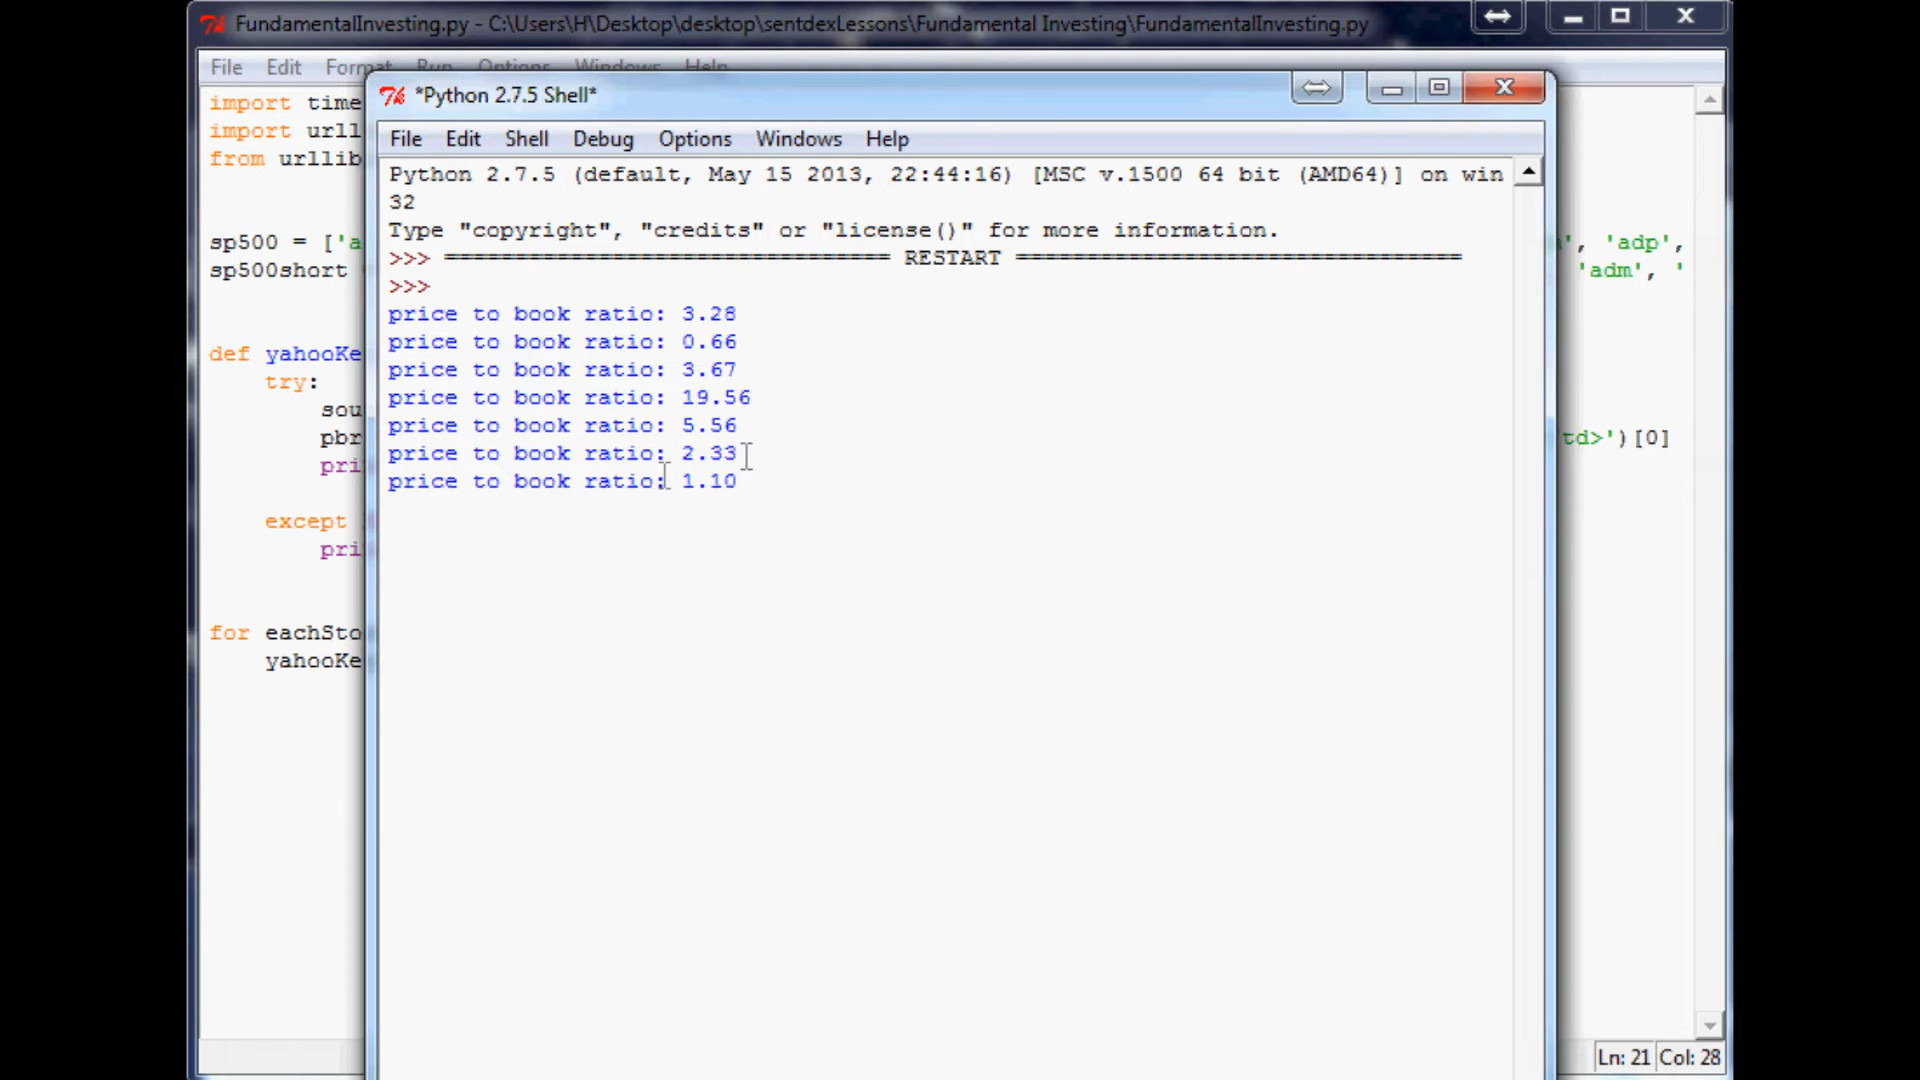 FundamentalInvesting.py - C:\Users\H\Desktop\desktop\sentdexLessons\Fundamental Investing\FundamentalInvesting.py
File Edit Format Run Options Windows Help
*Python 2.7.5 Shell*
File Edit Shell Debug Options Windows Help
Python 2.7.5 (default, May 15 2013, 22:44:16) [MSC v.1500 64 bit (AMD64)] on win
32
Type "copyright", "credits" or "license()" for more information.
>>> ================================ RESTART ================================
>>>
price to book ratio: 3.28
price to book ratio: 0.66
price to book ratio: 3.67
price to book ratio: 19.56
price to book ratio: 5.56
price to book ratio: 2.33
price to book ratio: 1.10
import time
import urll
from urllib
sp500 = ['a
', 'adp',
sp500short
'adm', '
def yahooKe
try:
sou
pbr
td>')[0]
pri
except
pri
for eachSto
yahooKe
Ln: 21 Col: 28